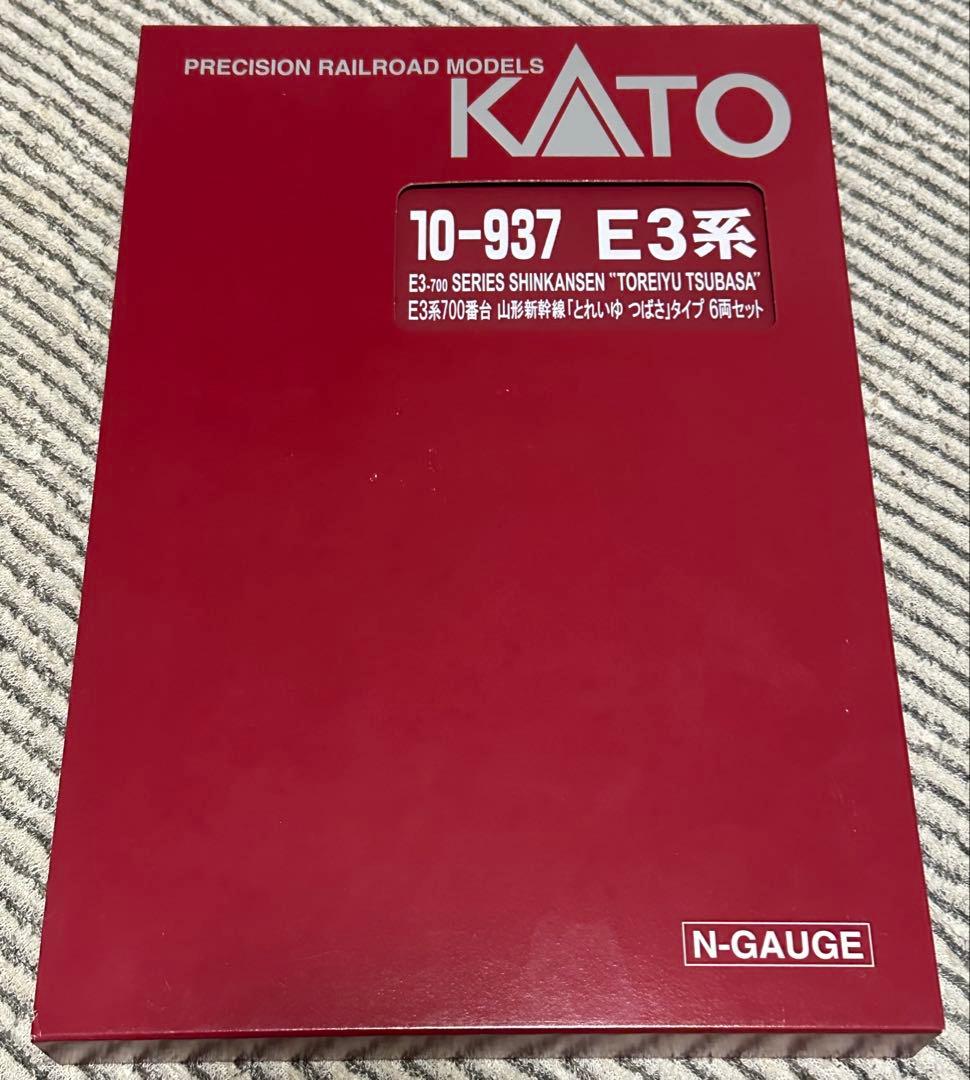 PRECISION RAILROAD MODELS
KATO
10-937 E3系
E3-700 SERIES SHINKANSEN "TOREIYU TSUBASA"
E3系700番台 山形新幹線「とれいゆ つばさ」タイプ 6両セット
N-GAUGE